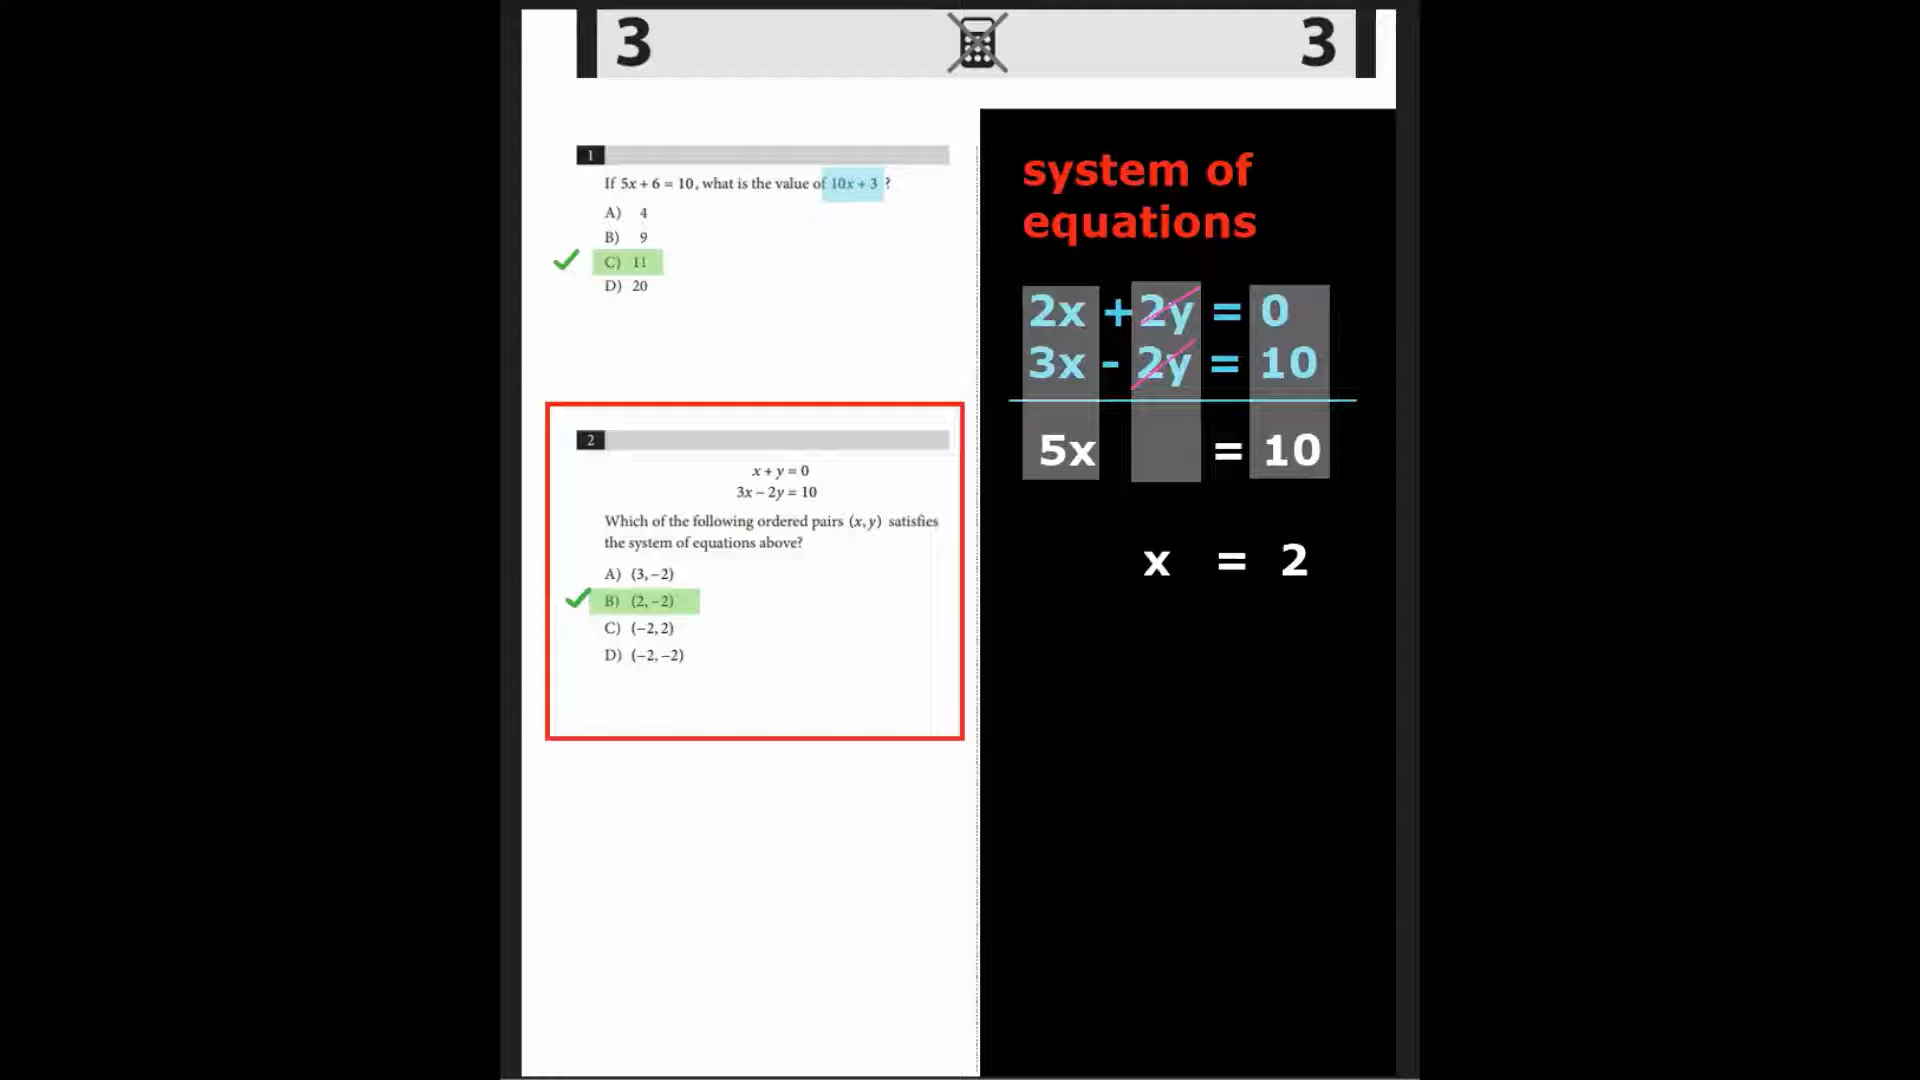 3 3
1
If 5x + 6 = 10, what is the value of 10x + 3 ?
A) 4
B) 9
C) 11
D) 20
2
x + y = 0
3x − 2y = 10
Which of the following ordered pairs (x, y) satisfies
the system of equations above?
A) (3, −2)
B) (2, −2)
C) (−2, 2)
D) (−2, −2)
system of
equations
2x + 2y = 0
3x - 2y = 10
5x = 10
x = 2